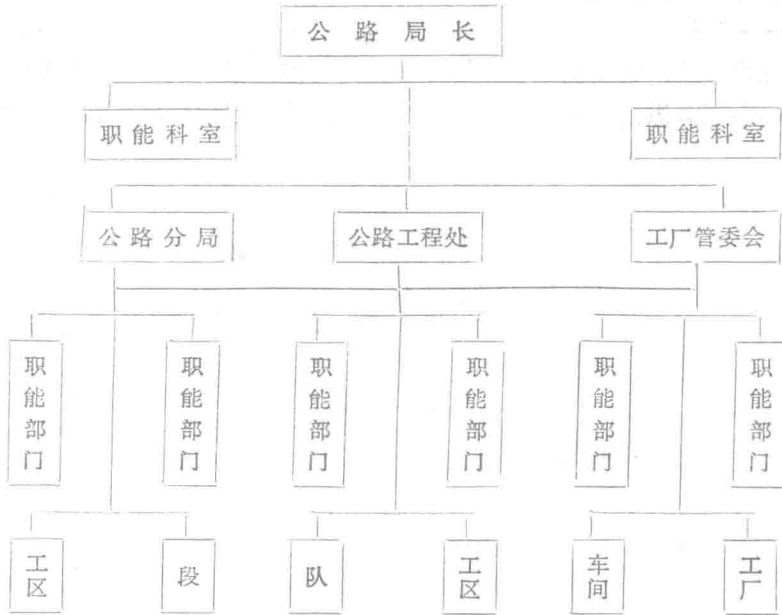 公路局长
职能科室
职能科室
公路分局
公路工程处
工厂管委会
职能部门
职能部门
职能部门
职能部门
职能部门
职能部门
工区
段
队
工区
车间
工厂